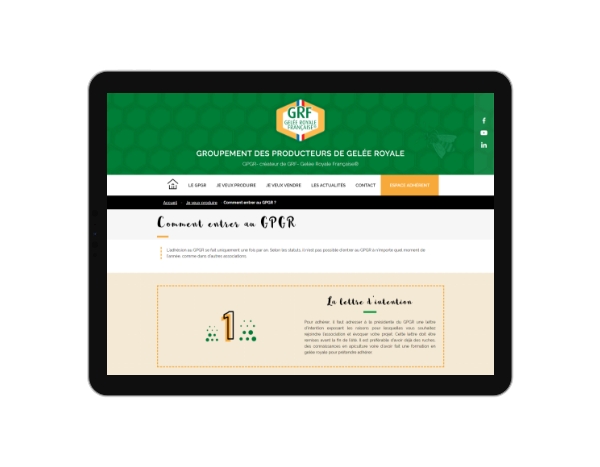 GRF
GELÉE ROYALE
FRANÇAISE®
GROUPEMENT DES PRODUCTEURS DE GELÉE ROYALE
GPGR- créateur de GRF- Gelée Royale Française®
LE GPGR JE VEUX PRODUIRE JE VEUX VENDRE LES ACTUALITÉS CONTACT ESPACE ADHÉRENT
Accueil Je veux produire Comment entrer au GPGR ?
Comment entrer au GPGR
L'adhésion au GPGR se fait uniquement une fois par an. Selon les statuts, il n'est pas possible d'entrer au GPGR à n'importe quel moment de
l'année, comme dans d'autres associations.
1
La lettre d'intention
Pour adhérer, il faut adresser à la présidente du GPGR une lettre
d'intention exposant les raisons pour lesquelles vous souhaitez
rejoindre l'association et évoquer votre projet. Cette lettre doit être
envoyée avant la fin de l'été. Il est préférable d'avoir déjà des ruches,
des connaissances en apiculture voire d'avoir fait une formation en
gelée royale pour prétendre adhérer.